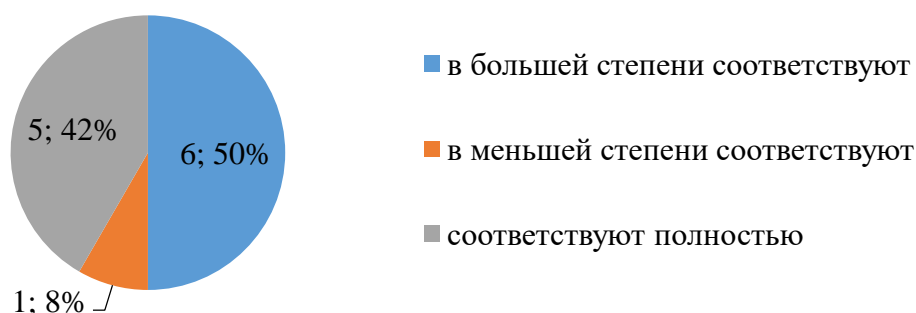 в большей степени соответствуют
5; 42%
6; 50%
в меньшей степени соответствуют
соответствуют полностью
1; 8%